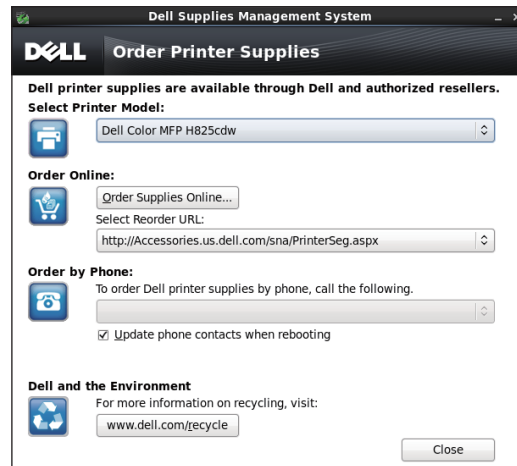 Dell Supplies Management System
DELL Order Printer Supplies
Dell printer supplies are available through Dell and authorized resellers.
Select Printer Model:
Dell Color MFP H825cdw
Order Online:
Order Supplies Online...
Select Reorder URL:
http://Accessories.us.dell.com/sna/PrinterSeg.aspx
Order by Phone:
To order Dell printer supplies by phone, call the following.
Update phone contacts when rebooting
Dell and the Environment
For more information on recycling, visit:
www.dell.com/recycle
Close